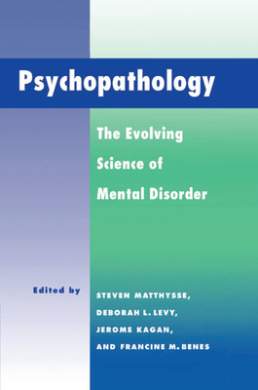 Psychopathology
The Evolving
Science of
Mental Disorder
Edited by
STEVEN MATTHYSSE,
DEBORAH L. LEVY,
JEROME KAGAN,
AND FRANCINE M. BENES